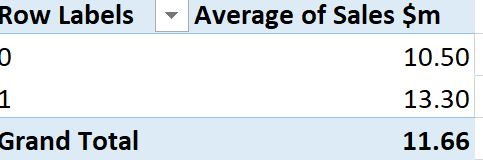 Row Labels Average of Sales $m
0 10.50
1 13.30
Grand Total 11.66